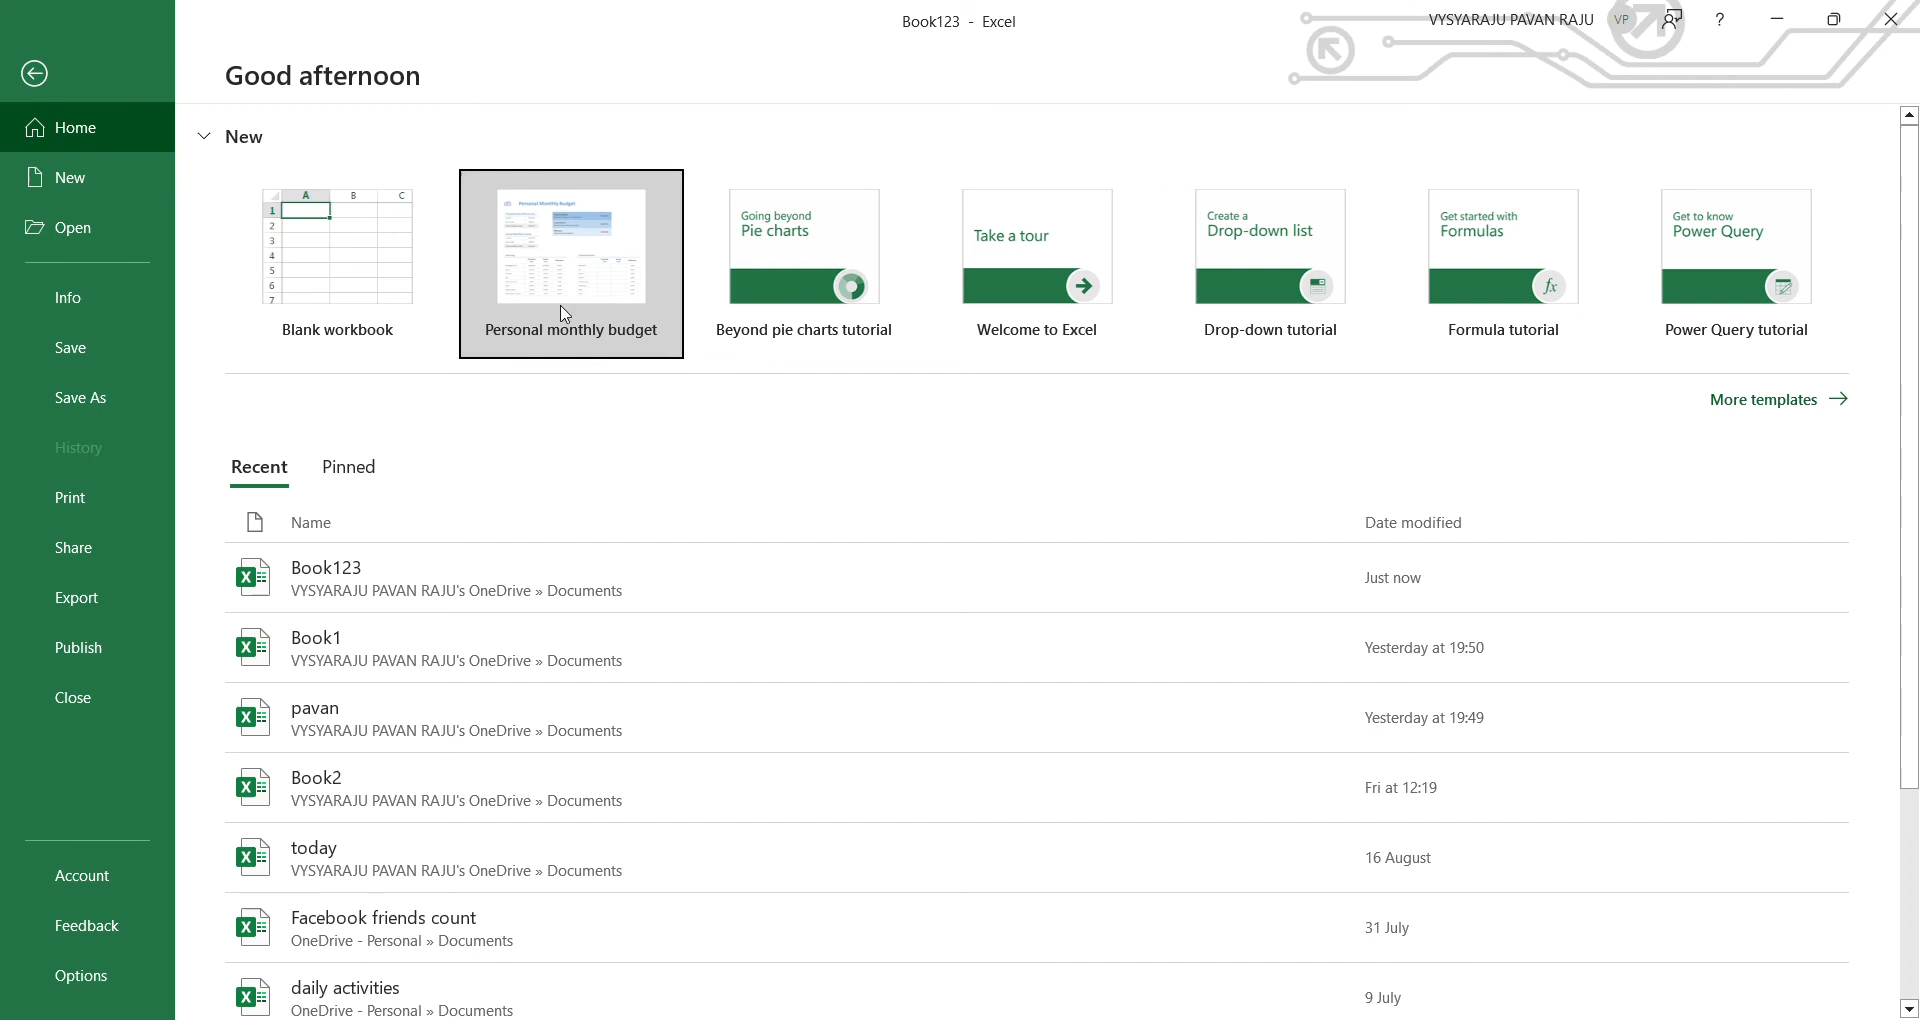 Book123 - Excel
VYSYARAJU PAVAN RAJU VP ?
Good afternoon
Home
New
Open
Info
Save
Save As
History
Print
Share
Export
Publish
Close
Account
Feedback
Options
New
A B C
1
2
3
4
5
6
7
Blank workbook
Personal Monthly Budget
Personal monthly budget
Going beyond
Pie charts
Beyond pie charts tutorial
Take a tour
Welcome to Excel
Create a
Drop-down list
Drop-down tutorial
Get started with
Formulas
fx
Formula tutorial
Get to know
Power Query
Power Query tutorial
More templates
Recent Pinned
Name Date modified
Book123
VYSYARAJU PAVAN RAJU's OneDrive » Documents
Just now
Book1
VYSYARAJU PAVAN RAJU's OneDrive » Documents
Yesterday at 19:50
pavan
VYSYARAJU PAVAN RAJU's OneDrive » Documents
Yesterday at 19:49
Book2
VYSYARAJU PAVAN RAJU's OneDrive » Documents
Fri at 12:19
today
VYSYARAJU PAVAN RAJU's OneDrive » Documents
16 August
Facebook friends count
OneDrive - Personal » Documents
31 July
daily activities
OneDrive - Personal » Documents
9 July